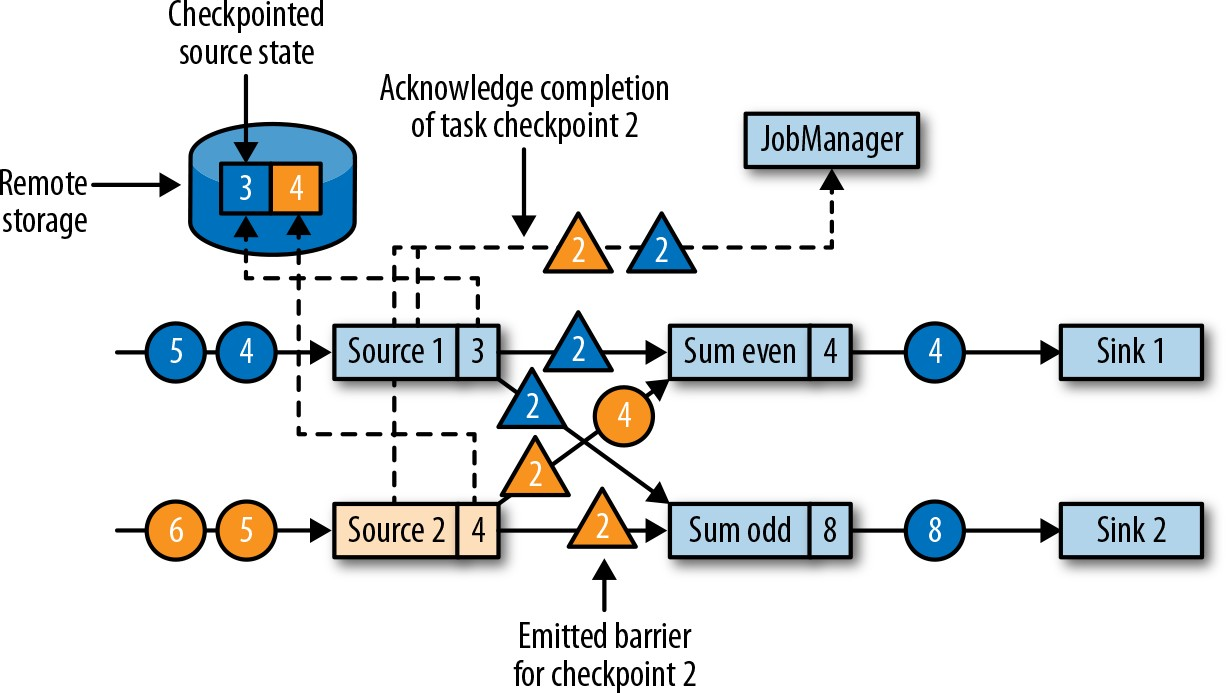 Checkpointed
source state
Acknowledge completion
of task checkpoint 2
JobManager
Remote
storage
3 4
2 2
5 4 Source 1 3 2 Sum even 4 4 Sink 1
2 4
2
6 5 Source 2 4 2 Sum odd 8 8 Sink 2
Emitted barrier
for checkpoint 2